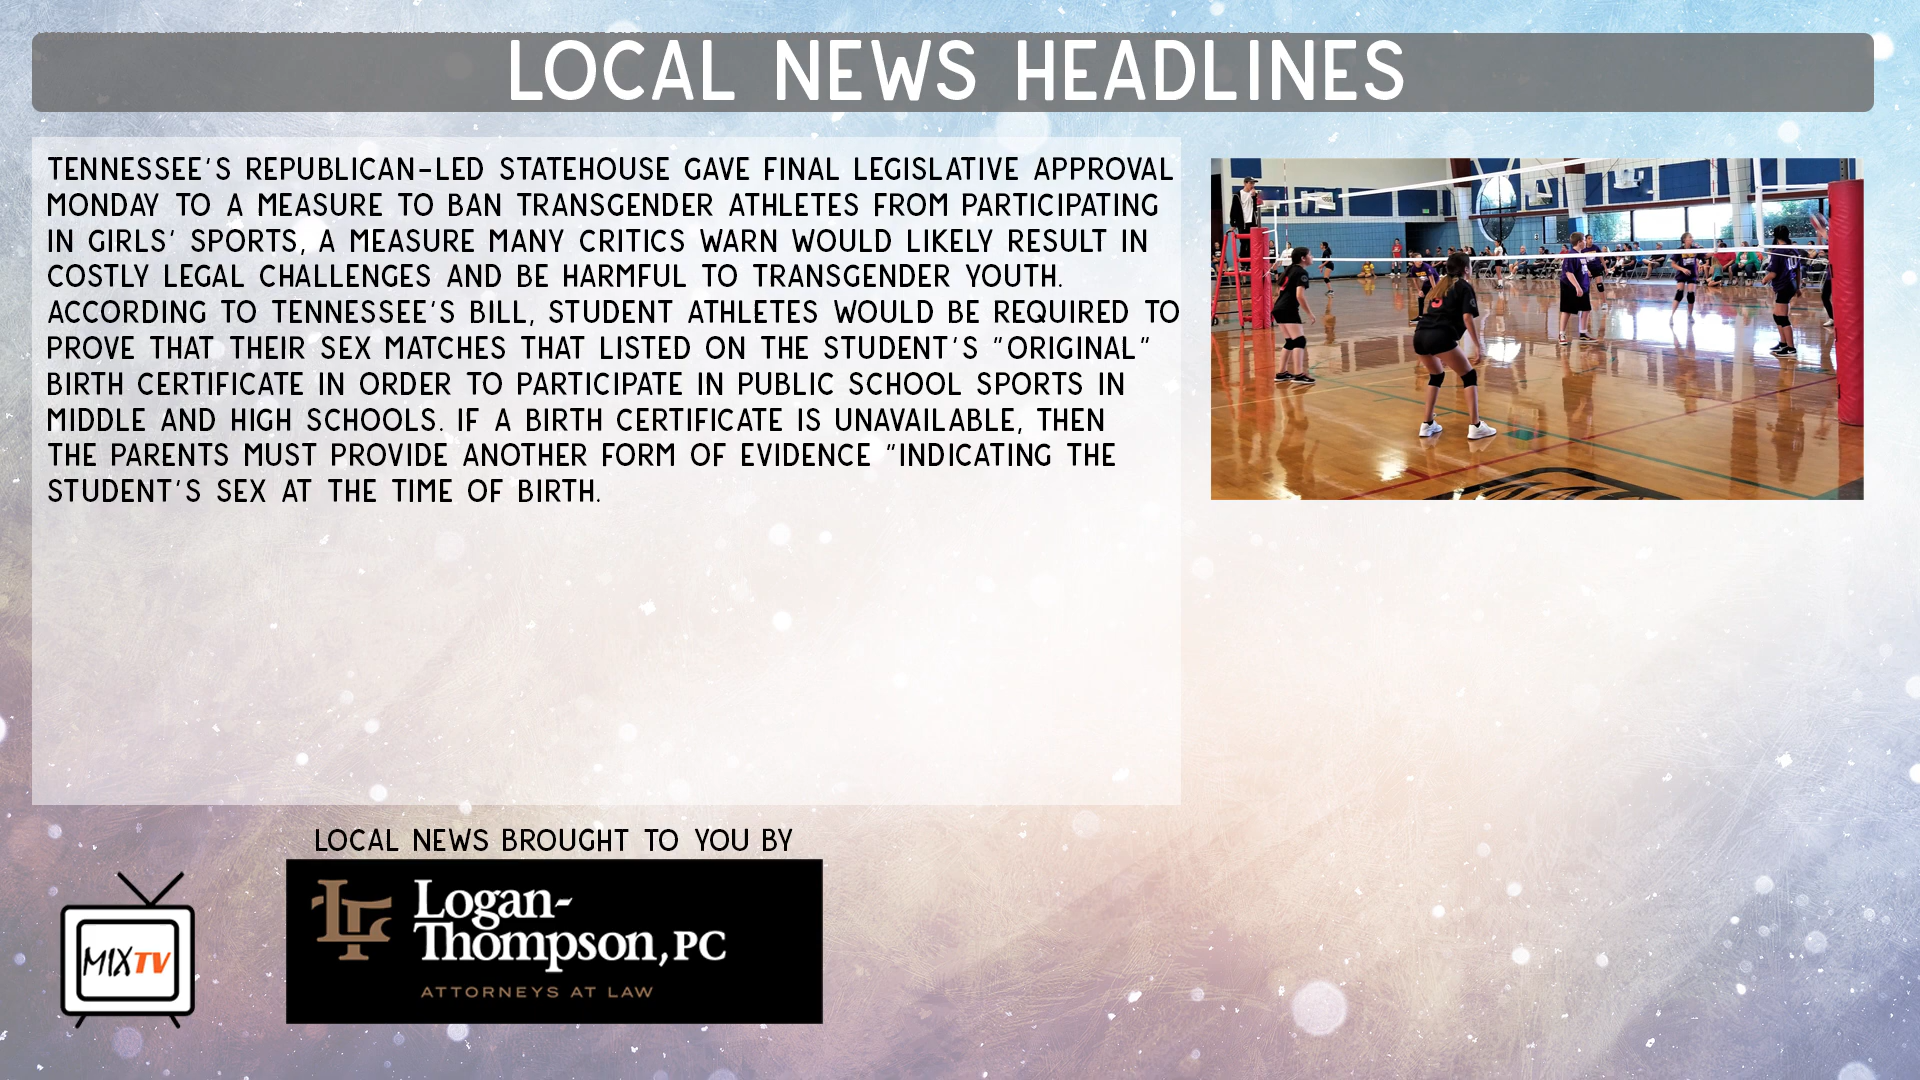 LOCAL NEWS HEADLINES
TENNESSEE'S REPUBLICAN-LED STATEHOUSE GAVE FINAL LEGISLATIVE APPROVAL
MONDAY TO A MEASURE TO BAN TRANSGENDER ATHLETES FROM PARTICIPATING
IN GIRLS' SPORTS, A MEASURE MANY CRITICS WARN WOULD LIKELY RESULT IN
COSTLY LEGAL CHALLENGES AND BE HARMFUL TO TRANSGENDER YOUTH.
ACCORDING TO TENNESSEE'S BILL, STUDENT ATHLETES WOULD BE REQUIRED TO
PROVE THAT THEIR SEX MATCHES THAT LISTED ON THE STUDENT'S "ORIGINAL"
BIRTH CERTIFICATE IN ORDER TO PARTICIPATE IN PUBLIC SCHOOL SPORTS IN
MIDDLE AND HIGH SCHOOLS. IF A BIRTH CERTIFICATE IS UNAVAILABLE, THEN
THE PARENTS MUST PROVIDE ANOTHER FORM OF EVIDENCE "INDICATING THE
STUDENT'S SEX AT THE TIME OF BIRTH.
LOCAL NEWS BROUGHT TO YOU BY
MIXTV
LT
Logan-
Thompson, PC
ATTORNEYS AT LAW